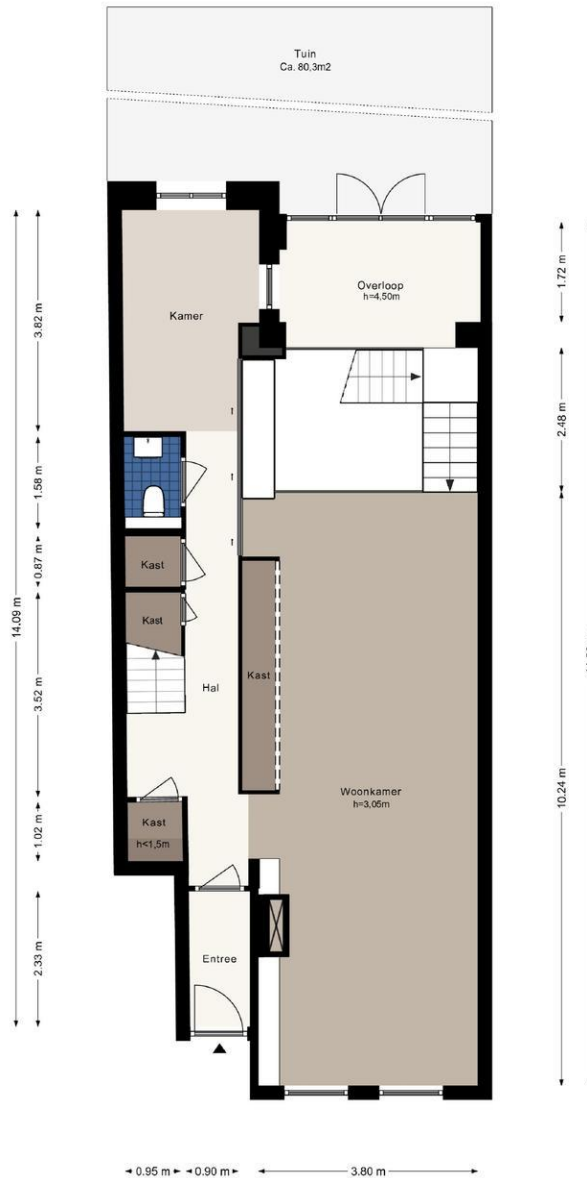 Tuin
Ca. 80,3m2
Overloop
h=4,50m
Kamer
Kast
Kast
Hal
Kast
Woonkamer
h=3,05m
Kast
h<1,5m
Entree
3.82 m
1.58 m
0.87 m
14.09 m
3.52 m
1.02 m
2.33 m
1.72 m
2.48 m
10.24 m
0.95 m
0.90 m
3.80 m